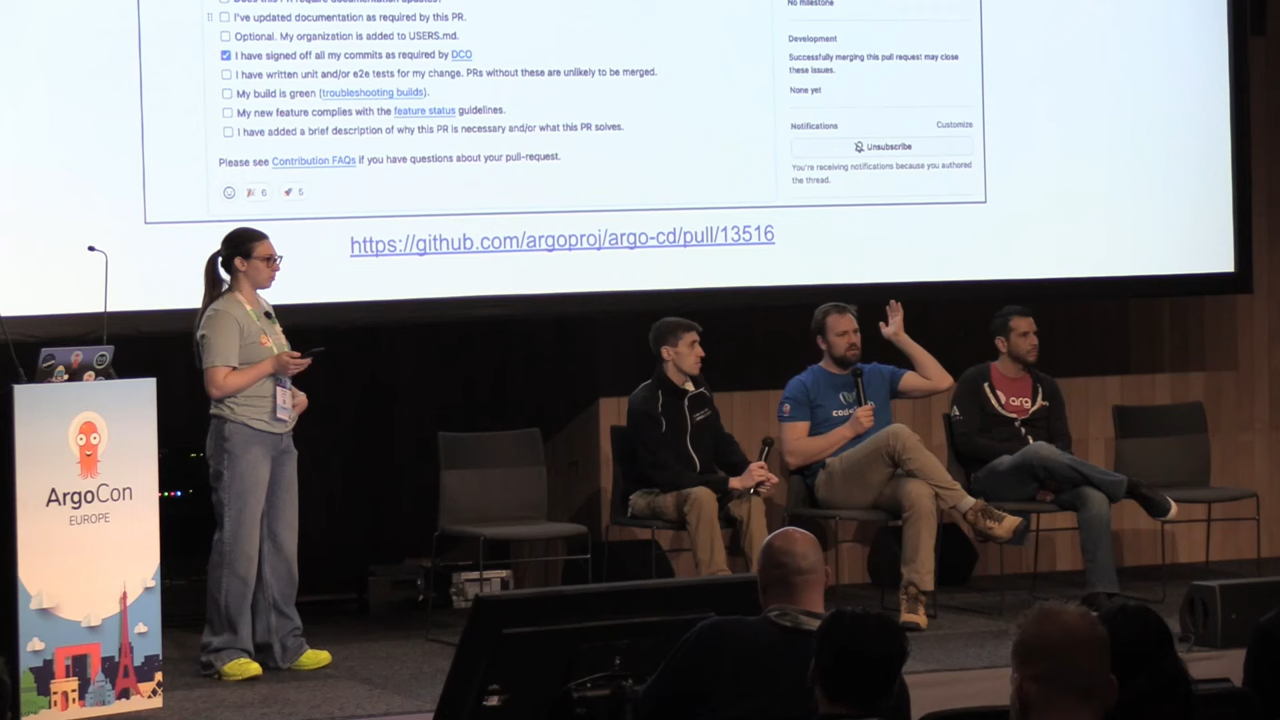 I've updated documentation as required by this PR.
Optional. My organization is added to USERS.md.
I have signed off all my commits as required by DCO
I have written unit and/or e2e tests for my change. PRs without these are unlikely to be merged.
My build is green (troubleshooting builds).
My new feature complies with the feature status guidelines.
I have added a brief description of why this PR is necessary and/or what this PR solves.
Please see Contribution FAQs if you have questions about your pull-request.
6 5
No milestone
Development
Successfully merging this pull request may close
these issues.
None yet
Notifications Customize
Unsubscribe
You're receiving notifications because you authored
the thread.
https://github.com/argoproj/argo-cd/pull/13516
ArgoCon
EUROPE